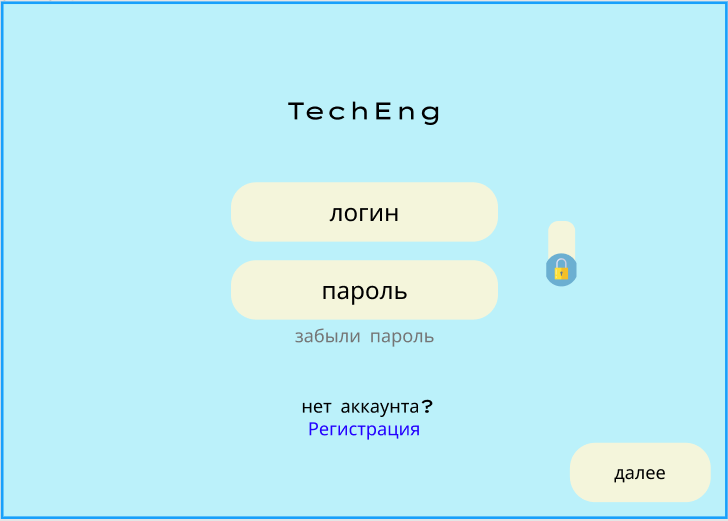 TechEng
логин
пароль
забыли пароль
нет аккаунта?
Регистрация
далее